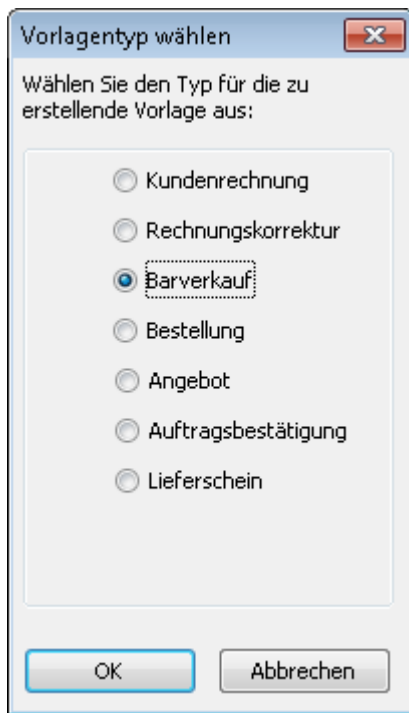 Vorlagentyp wählen
Wählen Sie den Typ für die zu
erstellende Vorlage aus:
Kundenrechnung
Rechnungskorrektur
Barverkauf
Bestellung
Angebot
Auftragsbestätigung
Lieferschein
OK
Abbrechen